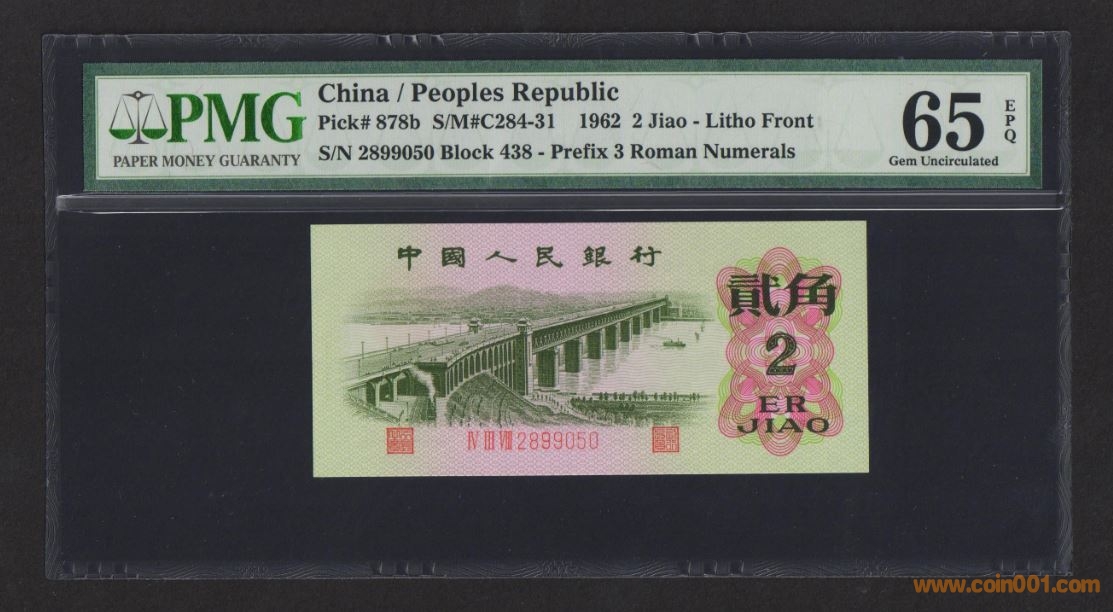 PMG
PAPER MONEY GUARANTY
China / Peoples Republic
Pick# 878b S/M#C284-31 1962 2 Jiao - Litho Front
S/N 2899050 Block 438 - Prefix 3 Roman Numerals
65
EPQ
Gem Uncirculated
中國人民銀行
貳角
2
ER
JIAO
IV III VIII 2899050
www.coin001.com